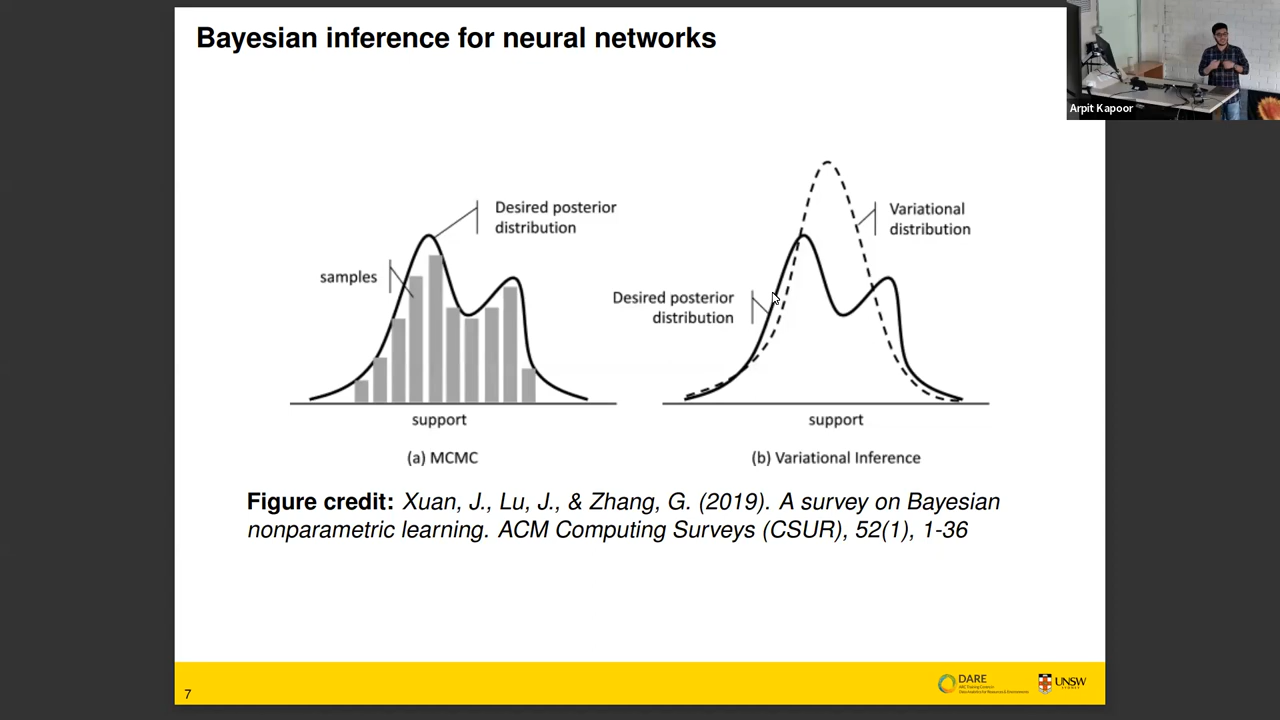 Bayesian inference for neural networks
Arpit Kapoor
Desired posterior
distribution
samples
support
(a) MCMC
Variational
distribution
Desired posterior
distribution
support
(b) Variational Inference
Figure credit: Xuan, J., Lu, J., & Zhang, G. (2019). A survey on Bayesian
nonparametric learning. ACM Computing Surveys (CSUR), 52(1), 1-36
7
DARE
UNSW
SYDNEY